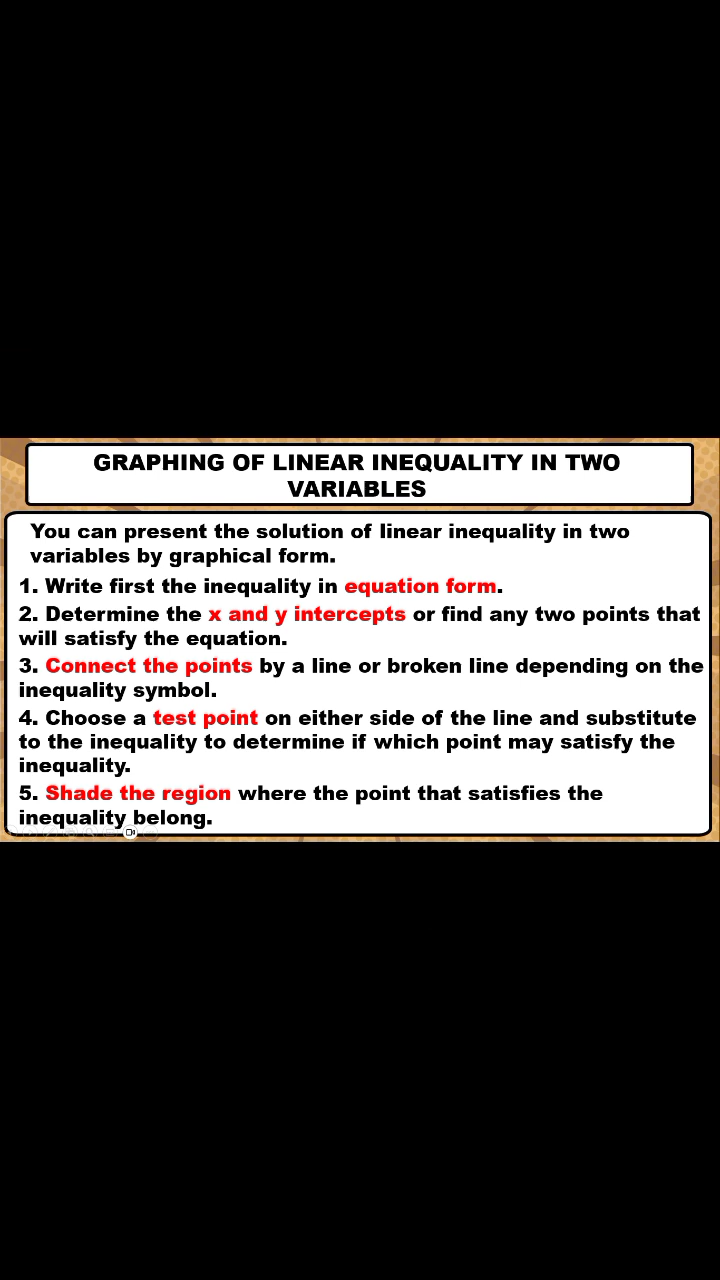 GRAPHING OF LINEAR INEQUALITY IN TWO
VARIABLES
You can present the solution of linear inequality in two
variables by graphical form.
1. Write first the inequality in equation form.
2. Determine the x and y intercepts or find any two points that
will satisfy the equation.
3. Connect the points by a line or broken line depending on the
inequality symbol.
4. Choose a test point on either side of the line and substitute
to the inequality to determine if which point may satisfy the
inequality.
5. Shade the region where the point that satisfies the
inequality belong.